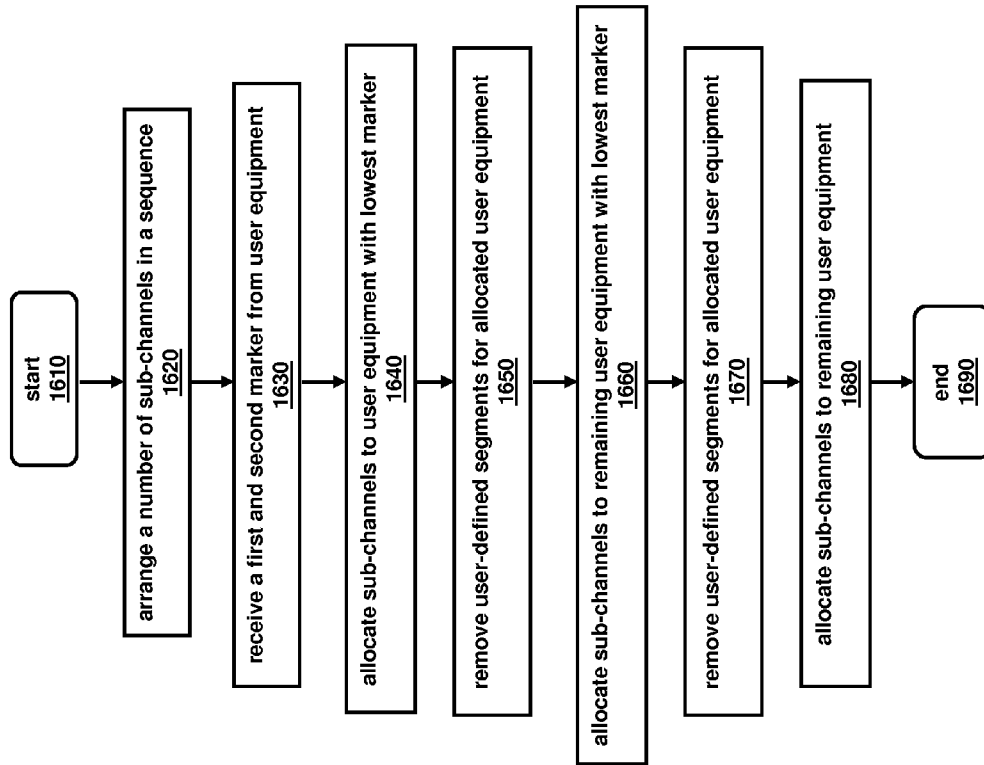 start
1610
arrange a number of sub-channels in a sequence
1620
receive a first and second marker from user equipment
1630
allocate sub-channels to user equipment with lowest marker
1640
remove user-defined segments for allocated user equipment
1650
allocate sub-channels to remaining user equipment with lowest marker
1660
remove user-defined segments for allocated user equipment
1670
allocate sub-channels to remaining user equipment
1680
end
1690